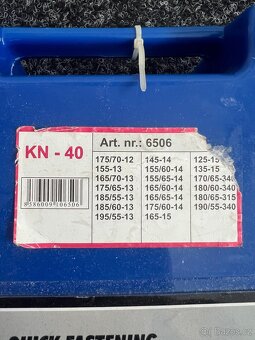 KN - 40
Art. nr.: 6506
175/70-12 145-14 125-15
155-13 155/60-14 135-15
165/70-13 155/65-14 170/65-340
175/65-13 165/60-14 180/60-340
185/55-13 165/65-14 180/65-315
185/60-13 175/60-14 190/55-340
195/55-13 165-15
8586009106506
QUICK FASTENING